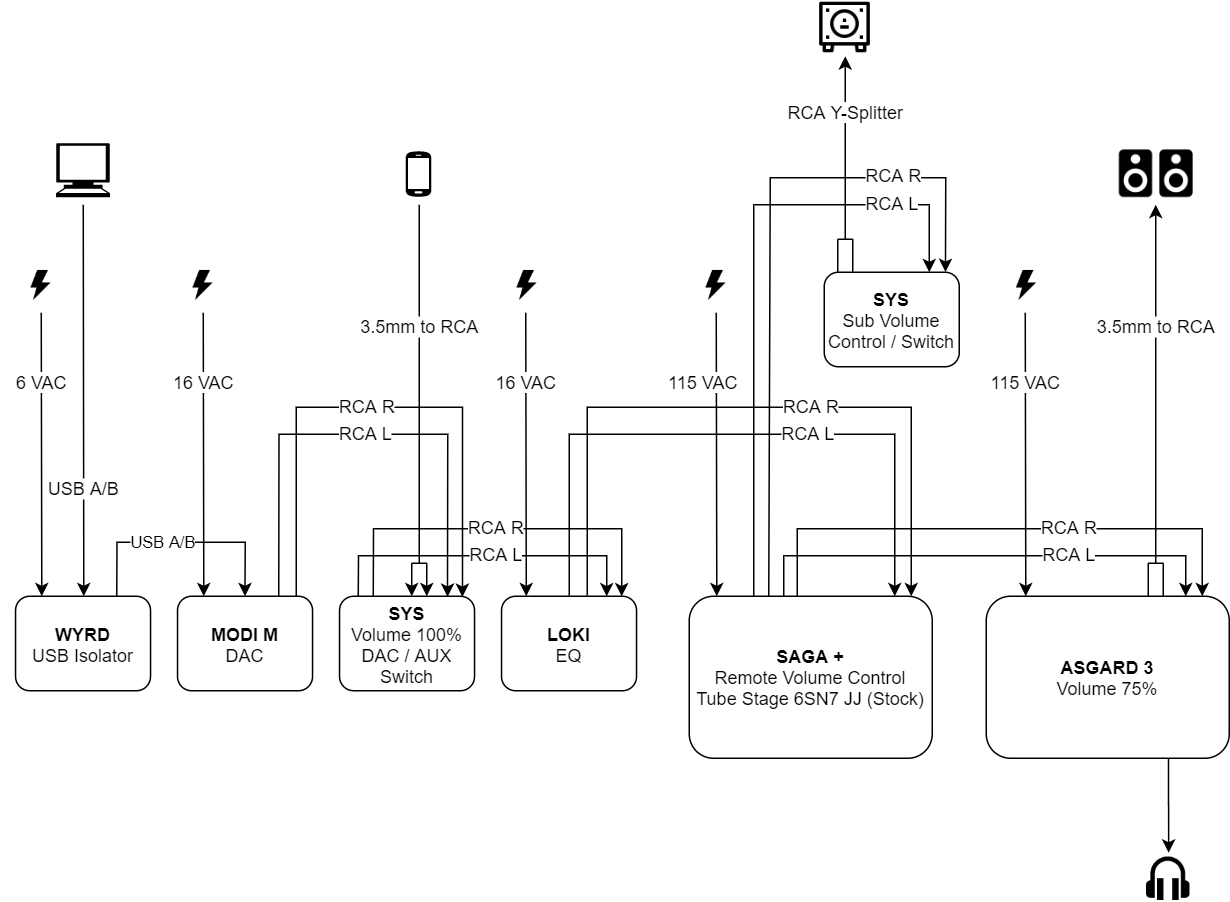 RCA Y-Splitter
RCA R
RCA L
SYS
Sub Volume
Control / Switch
3.5mm to RCA
3.5mm to RCA
6 VAC
16 VAC
16 VAC
115 VAC
115 VAC
RCA R
RCA L
RCA R
RCA L
USB A/B
USB A/B
RCA R
RCA L
RCA R
RCA L
WYRD
USB Isolator
MODI M
DAC
SYS
Volume 100%
DAC / AUX
Switch
LOKI
EQ
SAGA +
Remote Volume Control
Tube Stage 6SN7 JJ (Stock)
ASGARD 3
Volume 75%